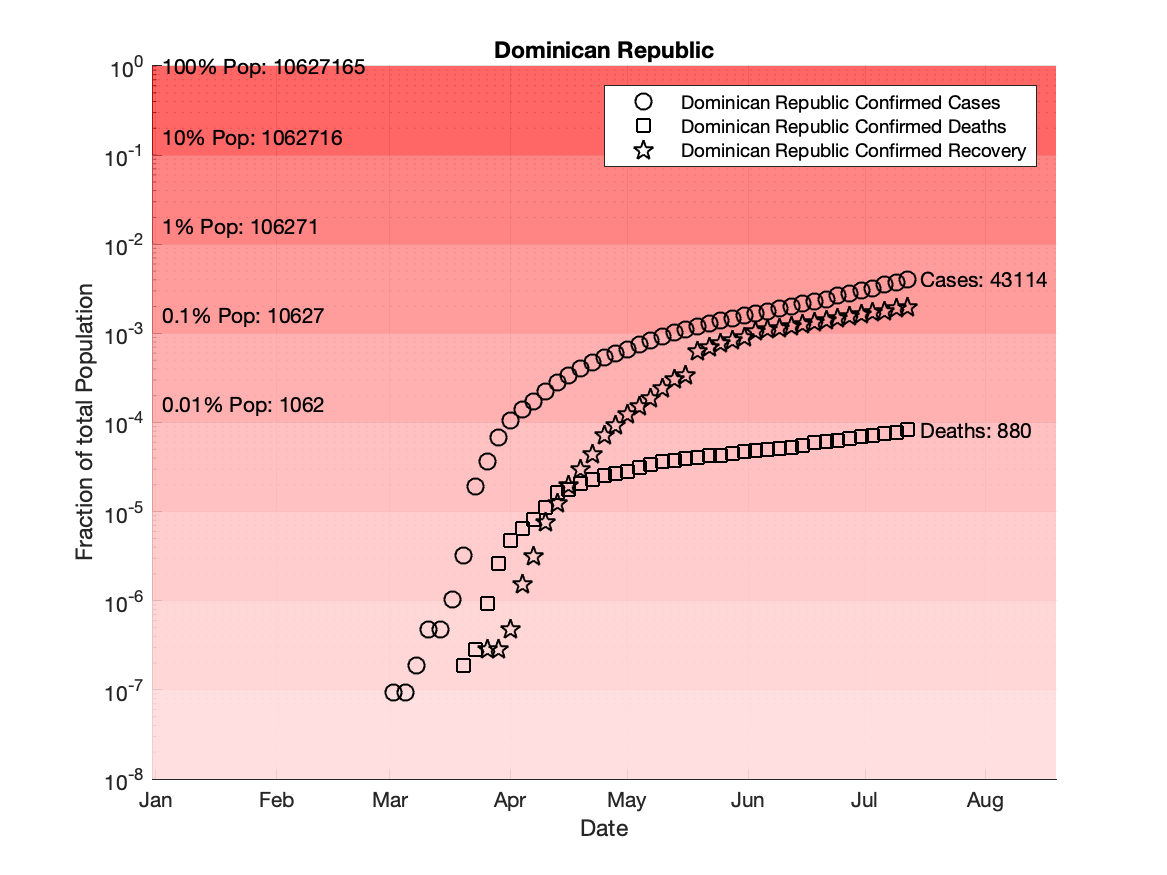 Dominican Republic
10^0
100% Pop: 10627165
Dominican Republic Confirmed Cases
Dominican Republic Confirmed Deaths
Dominican Republic Confirmed Recovery
10% Pop: 1062716
10^-1
1% Pop: 106271
10^-2
Cases: 43114
0.1% Pop: 10627
10^-3
0.01% Pop: 1062
10^-4
Deaths: 880
10^-5
10^-6
10^-7
10^-8
Fraction of total Population
Jan Feb Mar Apr May Jun Jul Aug
Date